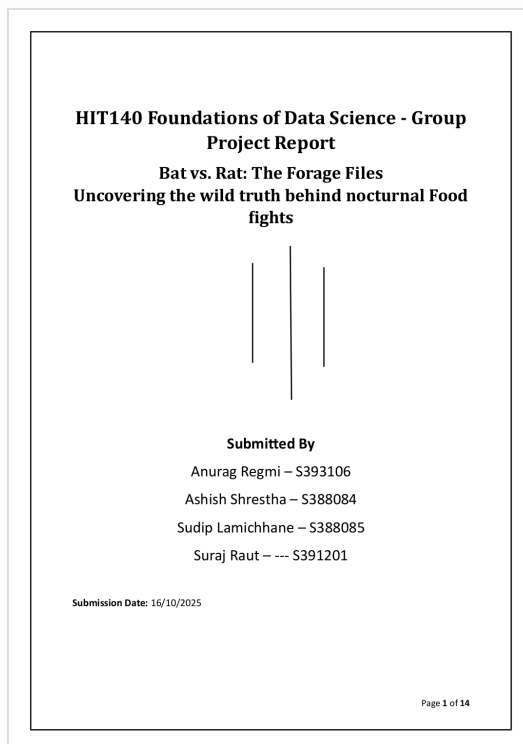 HIT140 Foundations of Data Science - Group
Project Report
Bat vs. Rat: The Forage Files
Uncovering the wild truth behind nocturnal Food
fights
Submitted By
Anurag Regmi – S393106
Ashish Shrestha – S388084
Sudip Lamichhane – S388085
Suraj Raut – --- S391201
Submission Date: 16/10/2025
Page 1 of 14